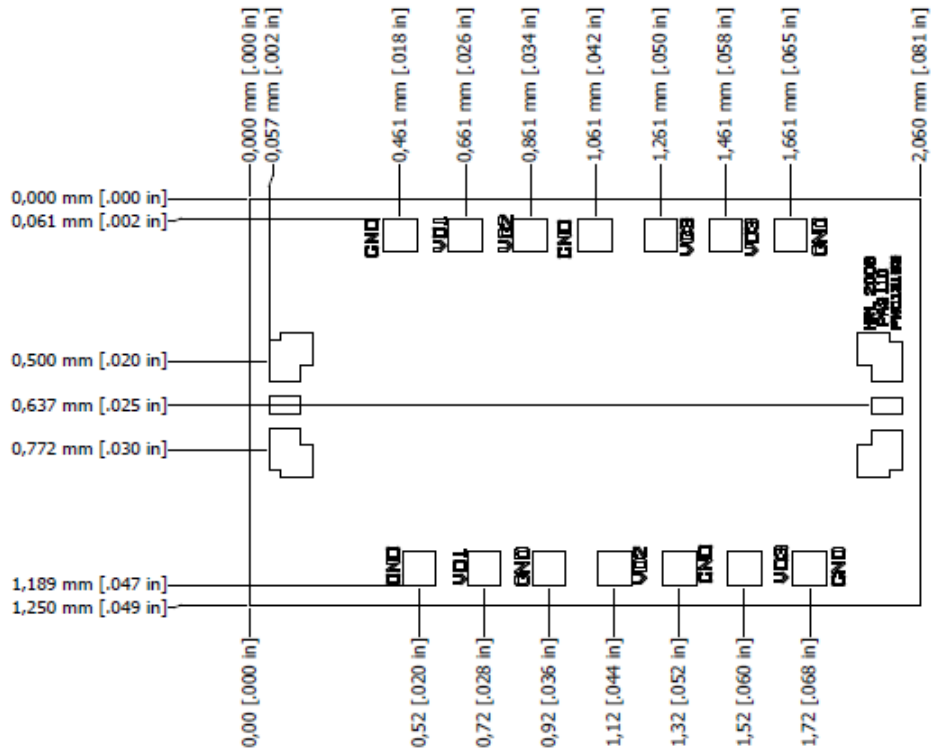 0,000 mm [.000 in]
0,057 mm [.002 in]
0,461 mm [.018 in]
0,661 mm [.026 in]
0,861 mm [.034 in]
1,061 mm [.042 in]
1,261 mm [.050 in]
1,461 mm [.058 in]
1,661 mm [.065 in]
2,060 mm [.081 in]
0,000 mm [.000 in]
0,061 mm [.002 in]
GND
VD1
GND
VD3
GND
2008
0,500 mm [.020 in]
0,637 mm [.025 in]
0,772 mm [.030 in]
GND
VD1
GND
VD2
GND
VD3
GND
1,189 mm [.047 in]
1,250 mm [.049 in]
0,00 [.000 in]
0,52 [.020 in]
0,72 [.028 in]
0,92 [.036 in]
1,12 [.044 in]
1,32 [.052 in]
1,52 [.060 in]
1,72 [.068 in]